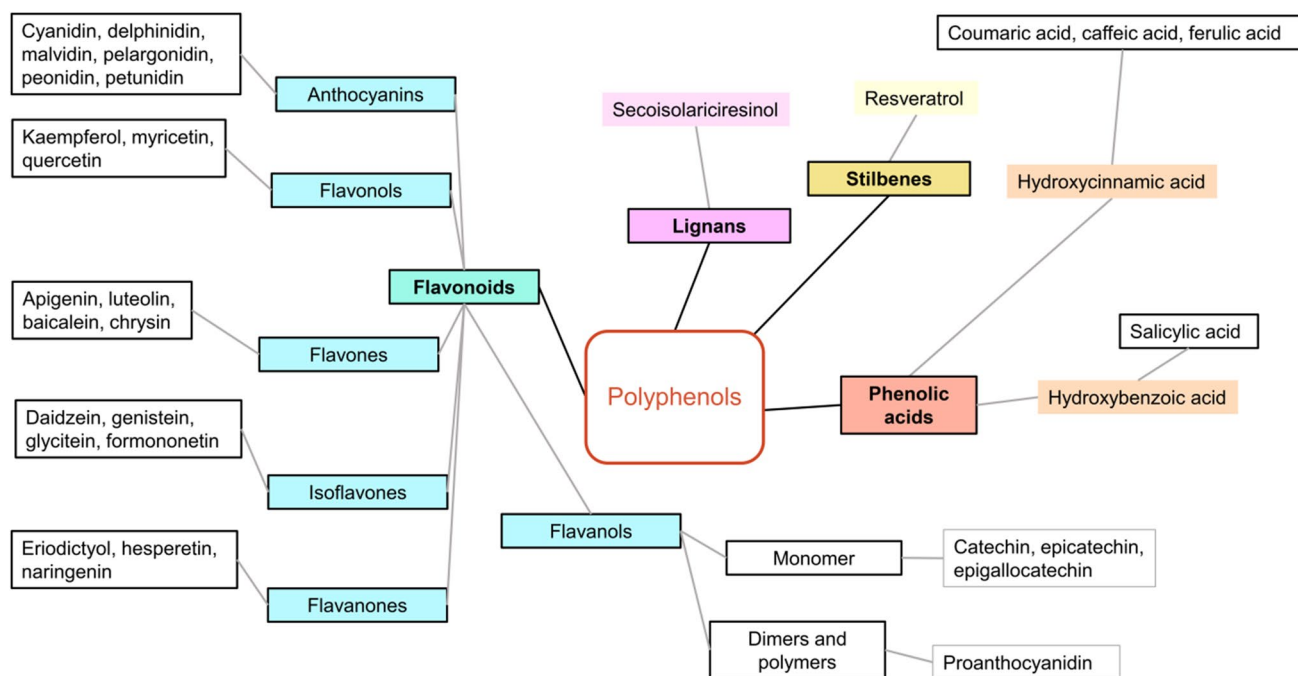 Cyanidin, delphinidin,
malvidin, pelargonidin,
peonidin, petunidin
Anthocyanins
Kaempferol, myricetin,
quercetin
Flavonols
Flavonoids
Apigenin, luteolin,
baicalein, chrysin
Flavones
Daidzein, genistein,
glycitein, formononetin
Isoflavones
Eriodictyol, hesperetin,
naringenin
Flavanones
Flavanols
Monomer
Catechin, epicatechin,
epigallocatechin
Dimers and
polymers
Proanthocyanidin
Polyphenols
Secoisolariciresinol
Lignans
Resveratrol
Stilbenes
Coumaric acid, caffeic acid, ferulic acid
Hydroxycinnamic acid
Phenolic
acids
Salicylic acid
Hydroxybenzoic acid